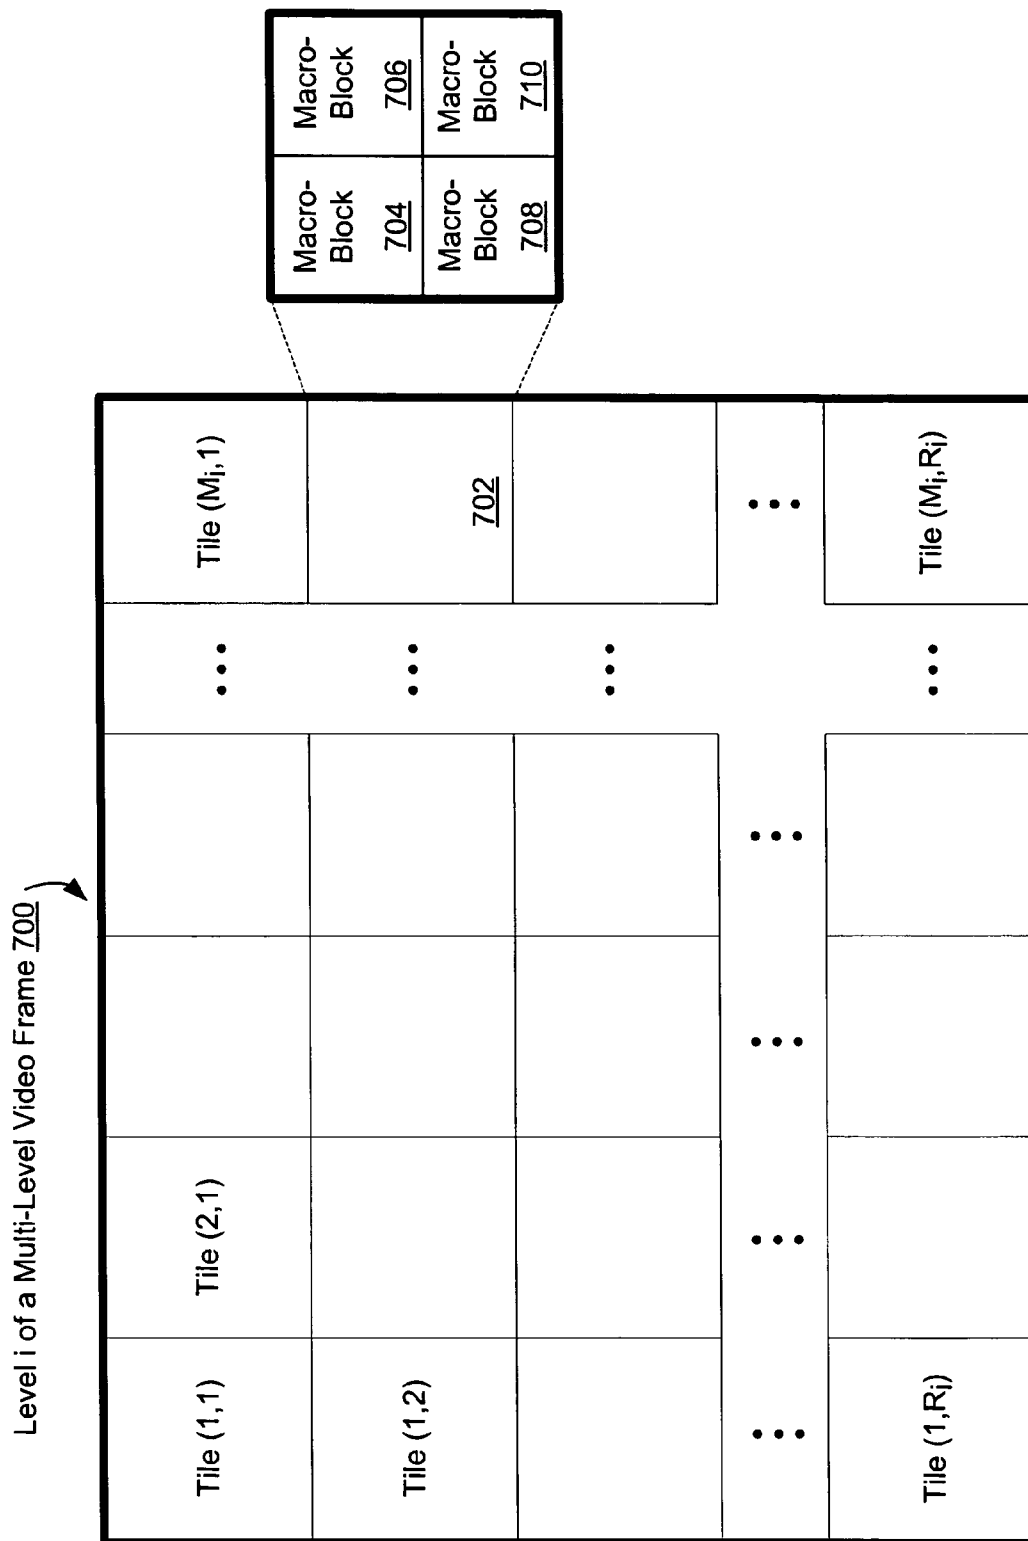 Level i of a Multi-Level Video Frame 700
Tile (1,1)
Tile (2,1)
Tile (Mi,1)
Tile (1,2)
702
Tile (1,Ri)
Tile (Mi,Ri)
Macro-
Block
704
Macro-
Block
706
Macro-
Block
708
Macro-
Block
710